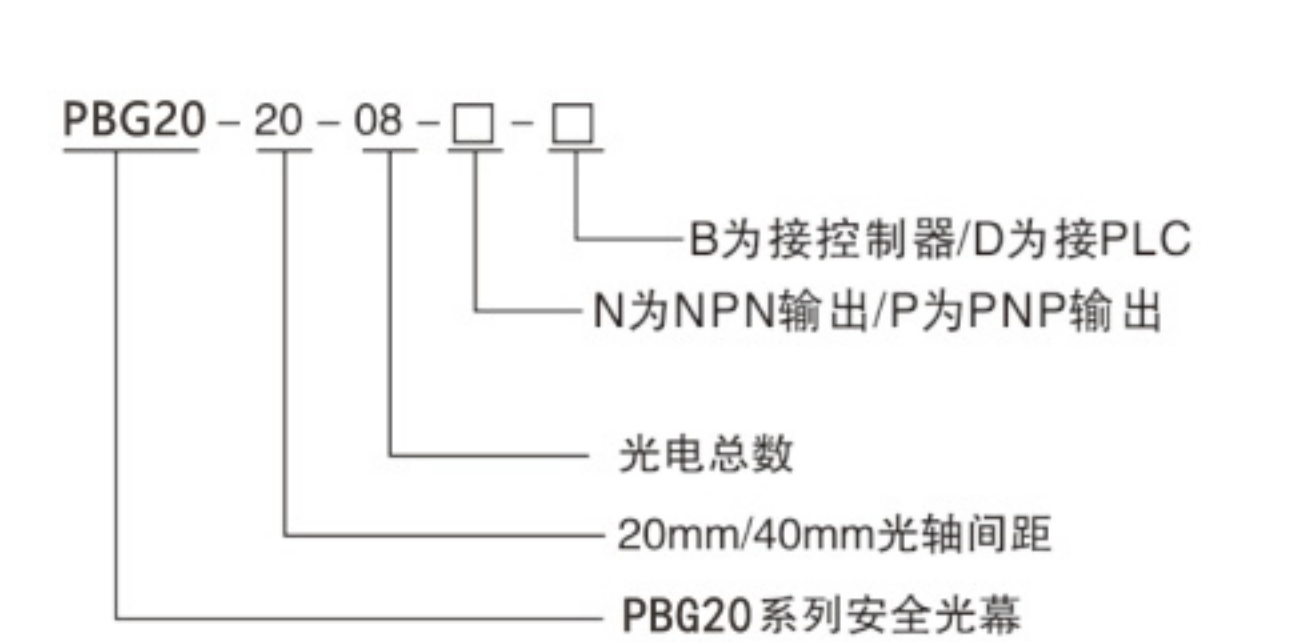 PBG20-20-08-□-□
B为接控制器/D为接PLC
N为NPN输出/P为PNP输出
光电总数
20mm/40mm光轴间距
PBG20系列安全光幕